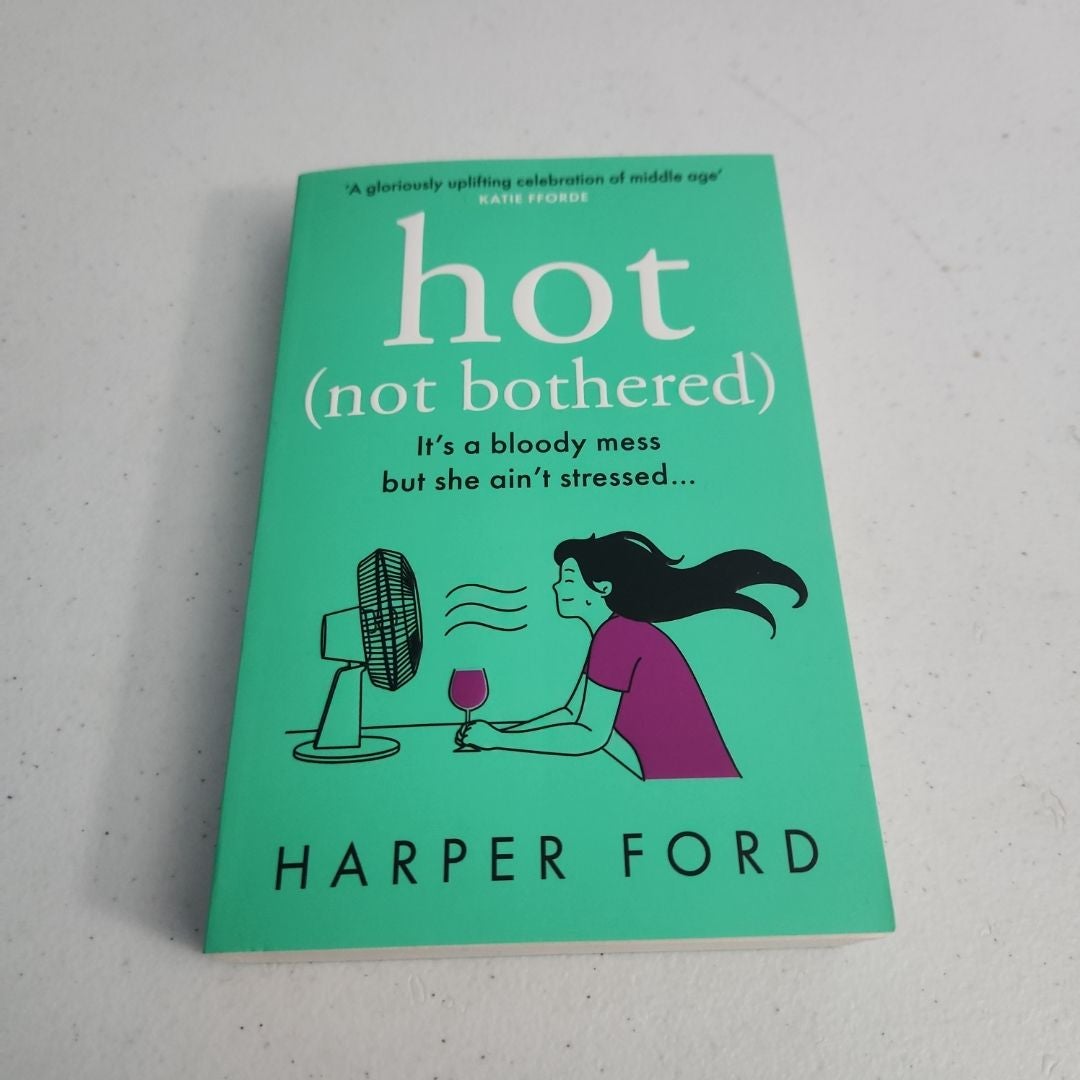 'A gloriously uplifting celebration of middle age'
KATIE FFORDE
hot
(not bothered)
It's a bloody mess
but she ain't stressed...
HARPER FORD